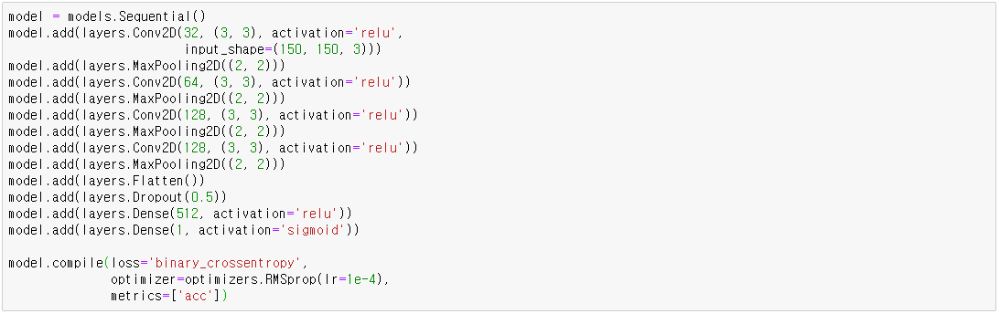 model = models.Sequential()
model.add(layers.Conv2D(32, (3, 3), activation='relu',
                        input_shape=(150, 150, 3)))
model.add(layers.MaxPooling2D((2, 2)))
model.add(layers.Conv2D(64, (3, 3), activation='relu'))
model.add(layers.MaxPooling2D((2, 2)))
model.add(layers.Conv2D(128, (3, 3), activation='relu'))
model.add(layers.MaxPooling2D((2, 2)))
model.add(layers.Conv2D(128, (3, 3), activation='relu'))
model.add(layers.MaxPooling2D((2, 2)))
model.add(layers.Flatten())
model.add(layers.Dropout(0.5))
model.add(layers.Dense(512, activation='relu'))
model.add(layers.Dense(1, activation='sigmoid'))

model.compile(loss='binary_crossentropy',
              optimizer=optimizers.RMSprop(lr=1e-4),
              metrics=['acc'])